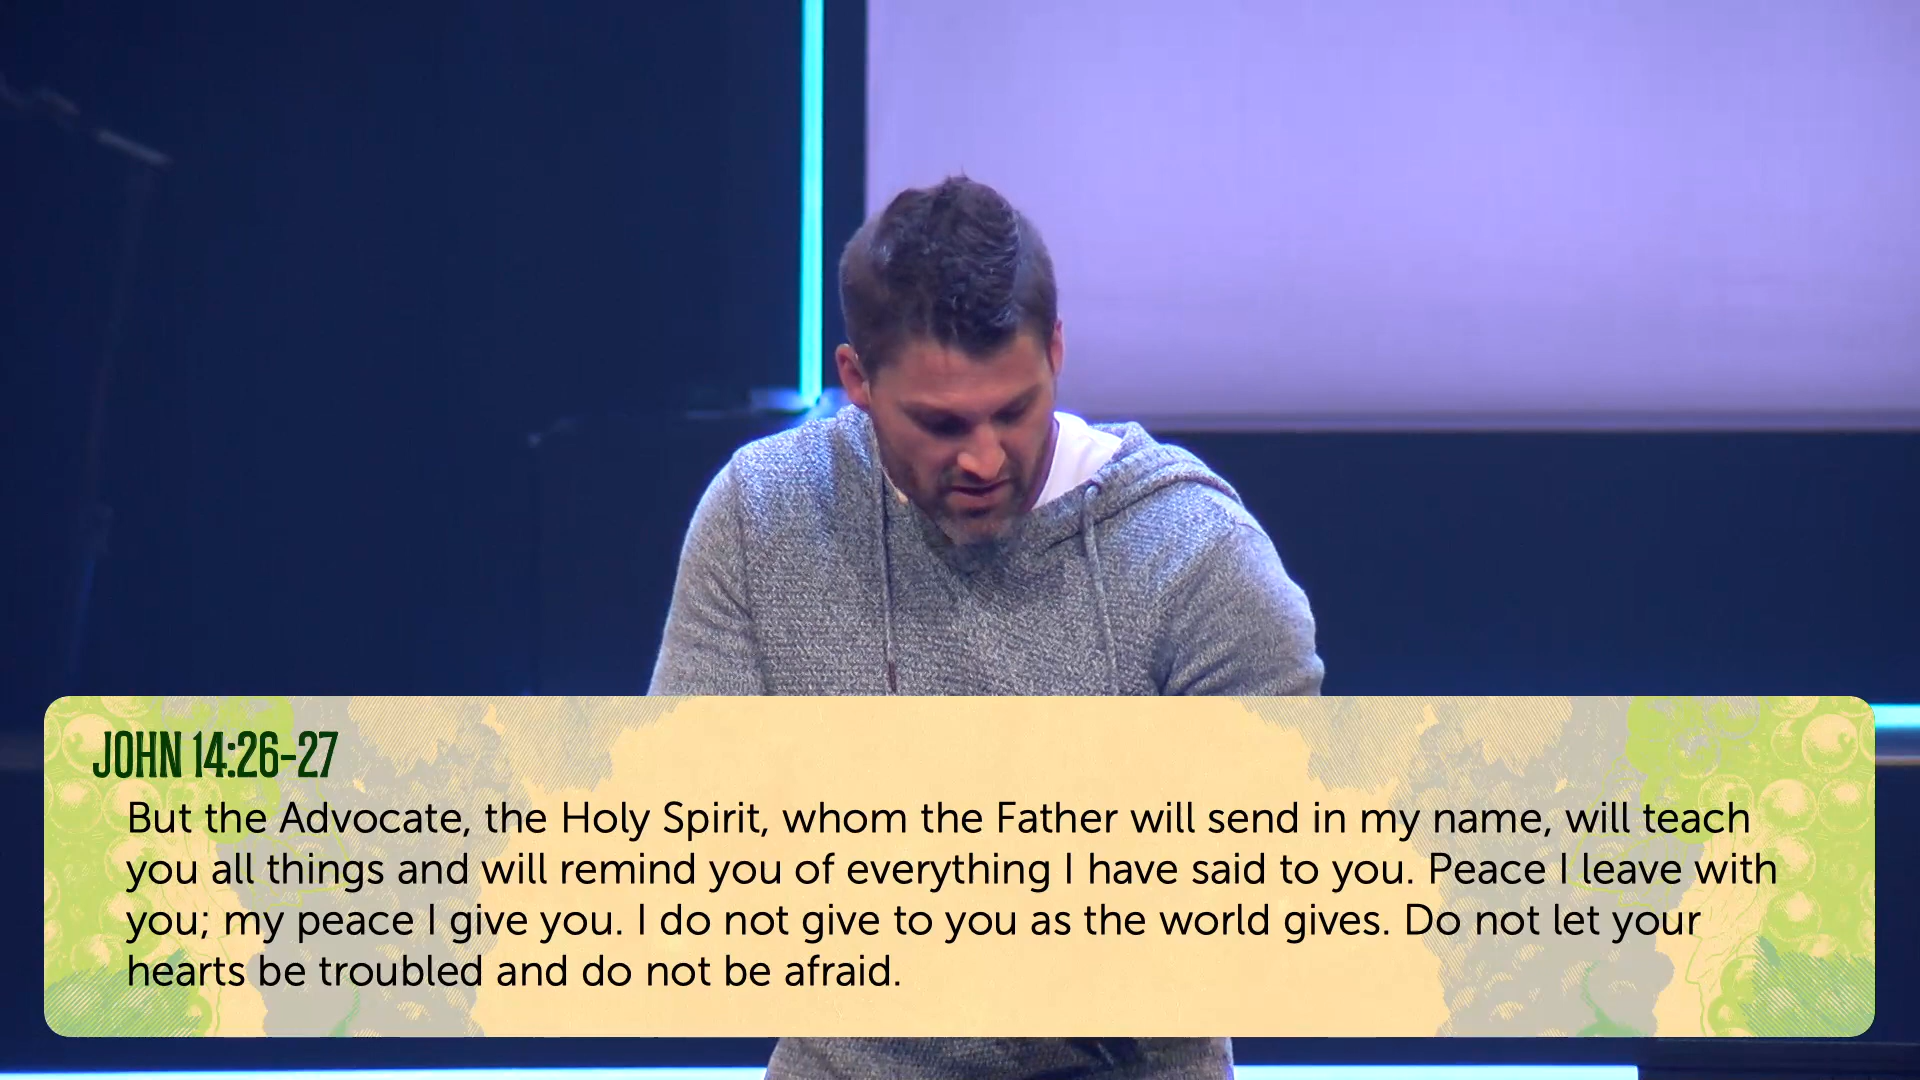 JOHN 14:26-27
But the Advocate, the Holy Spirit, whom the Father will send in my name, will teach
you all things and will remind you of everything I have said to you. Peace I leave with
you; my peace I give you. I do not give to you as the world gives. Do not let your
hearts be troubled and do not be afraid.